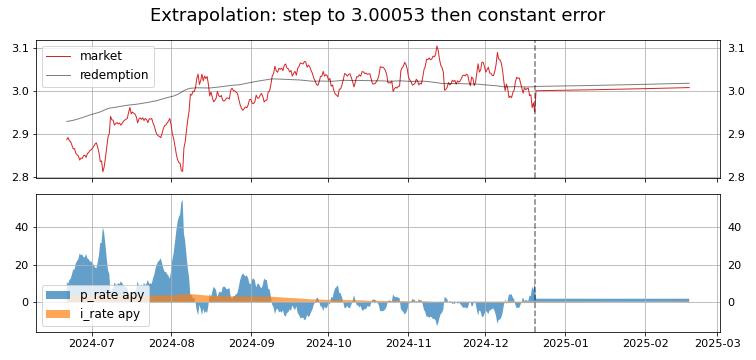 Extrapolation: step to 3.00053 then constant error
3.1 3.1
market
redemption
3.0 3.0
2.9 2.9
2.8 2.8
40 40
20 20
0 0
p_rate apy
i_rate apy
2024-07 2024-08 2024-09 2024-10 2024-11 2024-12 2025-01 2025-02 2025-03